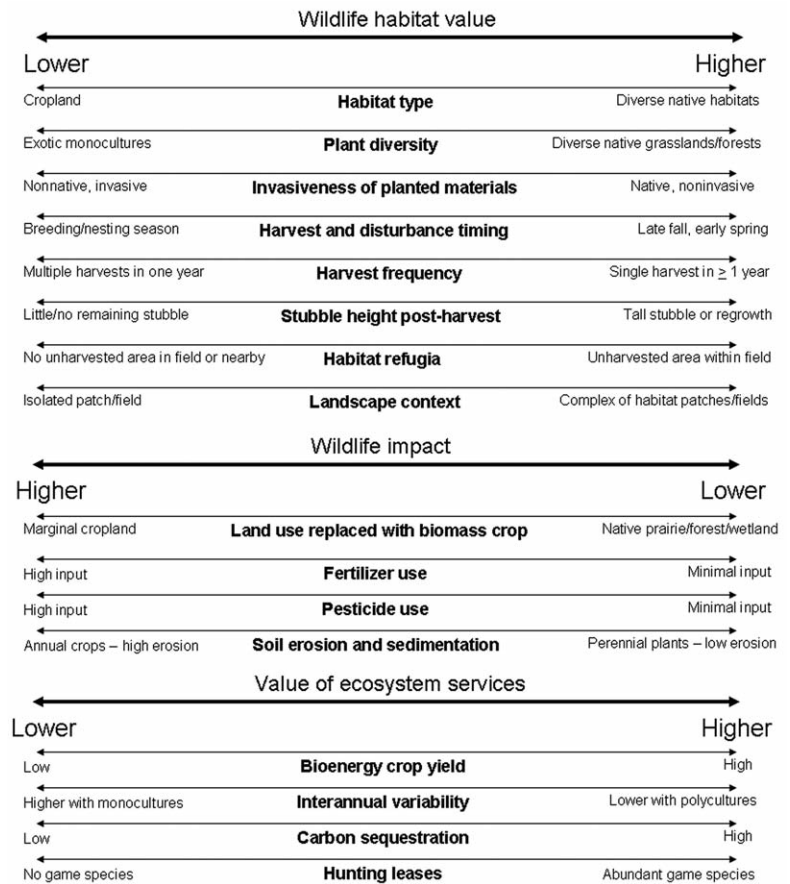 Wildlife habitat value
Lower Higher
Cropland Habitat type Diverse native habitats
Exotic monocultures Plant diversity Diverse native grasslands/forests
Nonnative, invasive Invasiveness of planted materials Native, noninvasive
Breeding/nesting season Harvest and disturbance timing Late fall, early spring
Multiple harvests in one year Harvest frequency Single harvest in ≥ 1 year
Little/no remaining stubble Stubble height post-harvest Tall stubble or regrowth
No unharvested area in field or nearby Habitat refugia Unharvested area within field
Isolated patch/field Landscape context Complex of habitat patches/fields
Wildlife impact
Higher Lower
Marginal cropland Land use replaced with biomass crop Native prairie/forest/wetland
High input Fertilizer use Minimal input
High input Pesticide use Minimal input
Annual crops – high erosion Soil erosion and sedimentation Perennial plants – low erosion
Value of ecosystem services
Lower Higher
Low Bioenergy crop yield High
Higher with monocultures Interannual variability Lower with polycultures
Low Carbon sequestration High
No game species Hunting leases Abundant game species